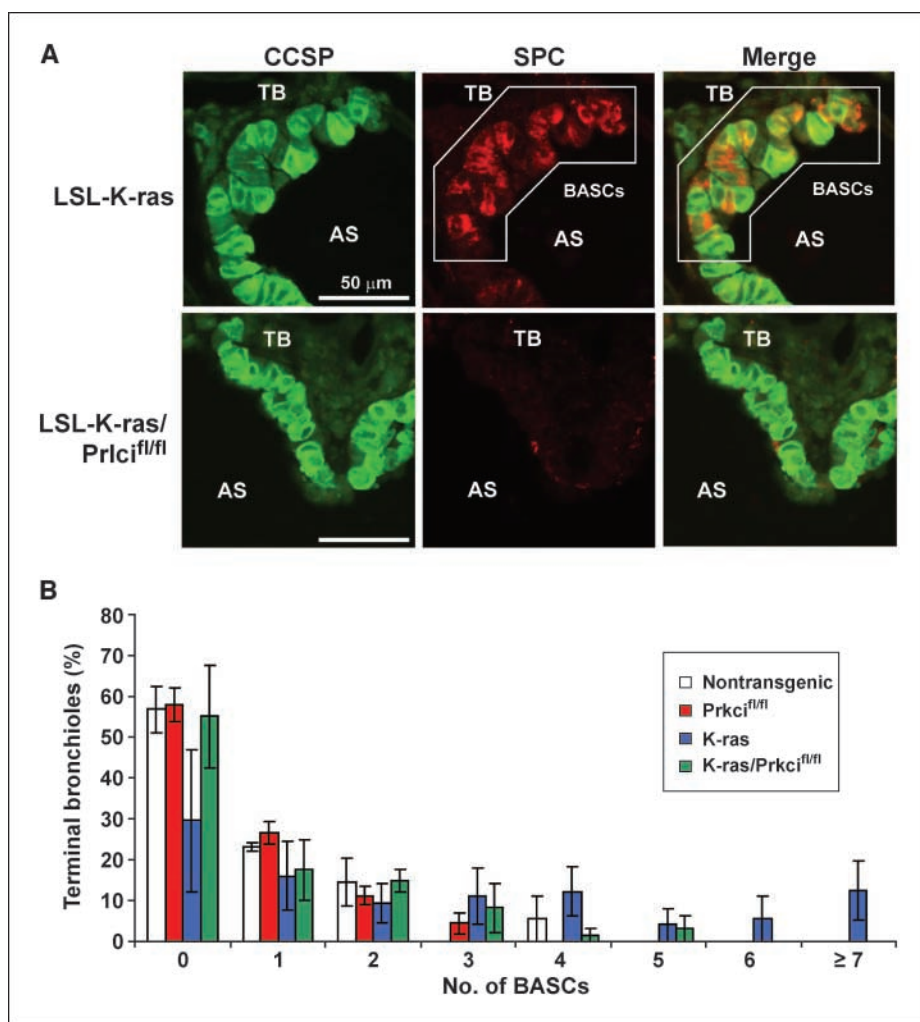 A
CCSP SPC Merge
LSL-K-ras
TB TB TB
BASCs BASCs
AS AS AS
50 μm
LSL-K-ras/
Prlci^fl/fl
TB TB TB
AS AS AS
B
Terminal bronchioles (%)
80
70
60
50
40
30
20
10
0
Nontransgenic
Prkci^fl/fl
K-ras
K-ras/Prkci^fl/fl
0 1 2 3 4 5 6 ≥ 7
No. of BASCs